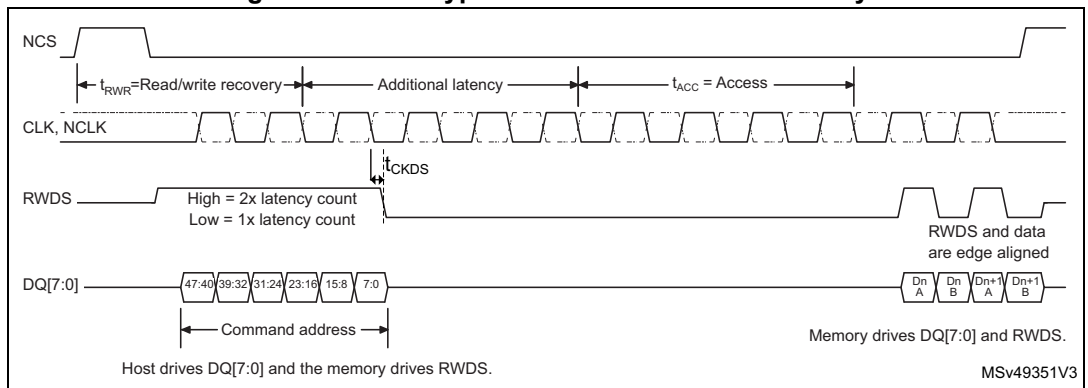 NCS
t_RWR=Read/write recovery
Additional latency
t_ACC = Access
CLK, NCLK
t_CKDS
RWDS
High = 2x latency count
Low = 1x latency count
RWDS and data
are edge aligned
DQ[7:0]
47:40 39:32 31:24 23:16 15:8 7:0
Dn A Dn B Dn+1 A Dn+1 B
Command address
Memory drives DQ[7:0] and RWDS.
Host drives DQ[7:0] and the memory drives RWDS.
MSv49351V3